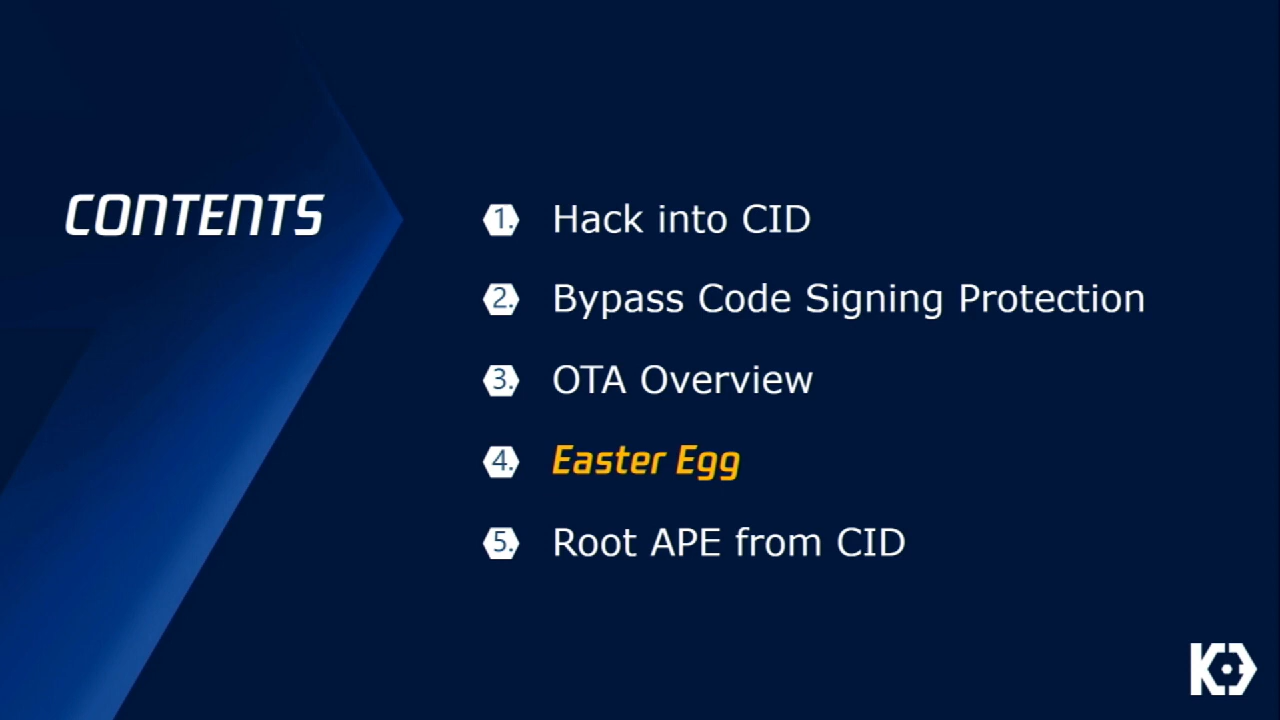 CONTENTS
1. Hack into CID
2. Bypass Code Signing Protection
3. OTA Overview
4. Easter Egg
5. Root APE from CID